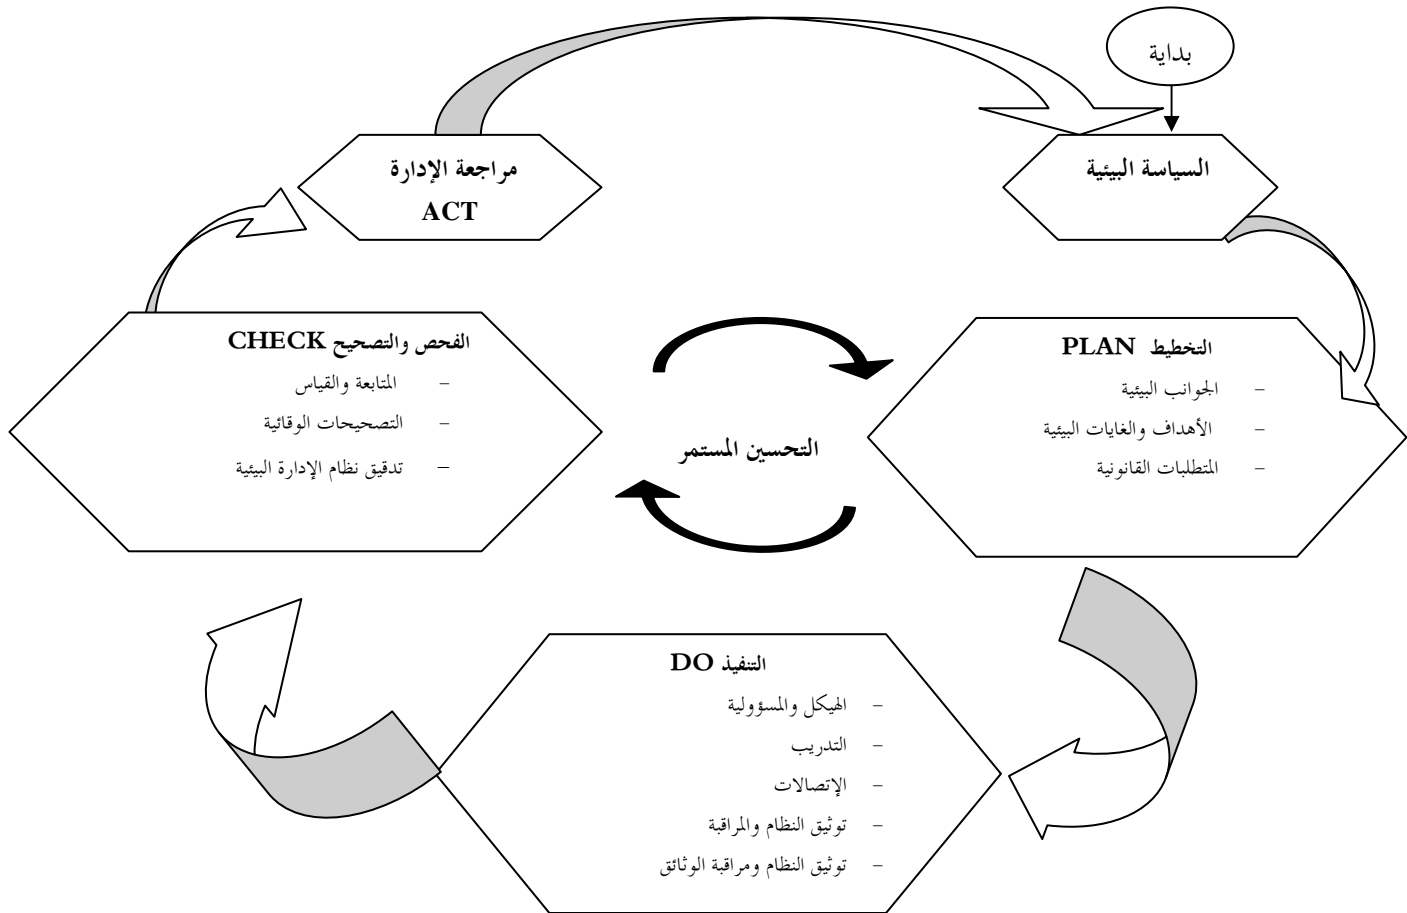 بداية
السياسة البيئية
مراجعة الإدارة
ACT
التخطيط PLAN
- الجوانب البيئية
- الأهداف والغايات البيئية
- المتطلبات القانونية
الفحص والتصحيح CHECK
- المتابعة والقياس
- التصحيحات الوقائية
- تدقيق نظام الإدارة البيئية
التحسين المستمر
التنفيذ DO
- الهيكل والمسؤولية
- التدريب
- الإتصالات
- توثيق النظام والمراقبة
- توثيق النظام ومراقبة الوثائق